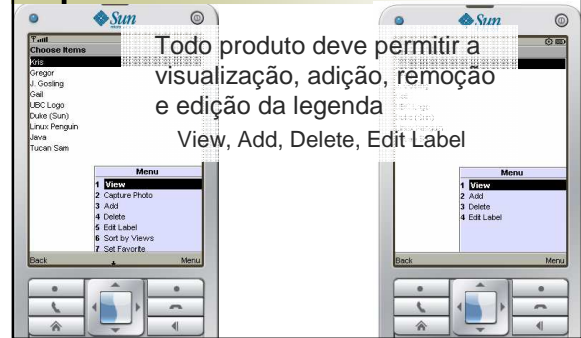 Sun
Choose Items
Kris
Gregor
J. Gosling
Gail
UBC Logo
Duke (Sun)
Linux Penguin
Java
Tucan Sam
Menu
1 View
2 Capture Photo
3 Add
4 Delete
5 Edit Label
6 Sort by Views
7 Set Favorite
Back
Menu
Todo produto deve permitir a
visualização, adição, remoção
e edição da legenda
View, Add, Delete, Edit Label
Sun
Menu
1 View
2 Add
3 Delete
4 Edit Label
Back
Menu